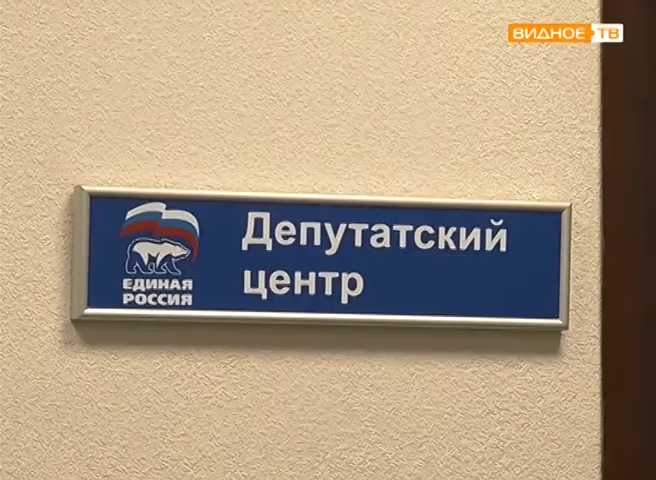 ВИДНОЕ ТВ
Депутатский
центр
ЕДИНАЯ
РОССИЯ